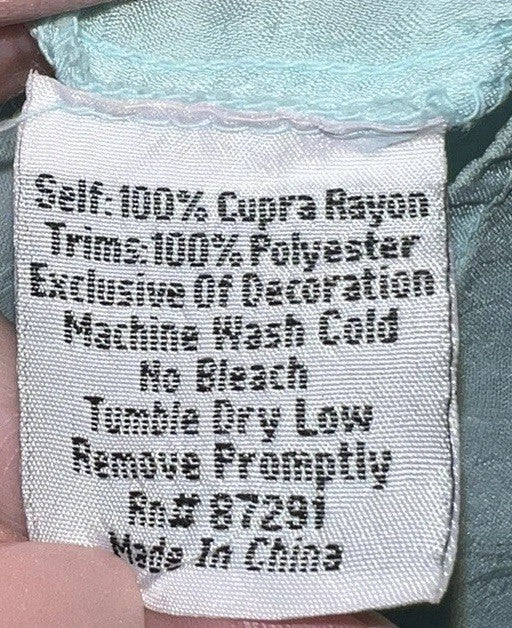 Self: 100% Cupra Rayon
Trims: 100% Polyester
Exclusive Of Decoration
Machine Wash Cold
No Bleach
Tumble Dry Low
Remove Promptly
Rn# 87291
Made In China